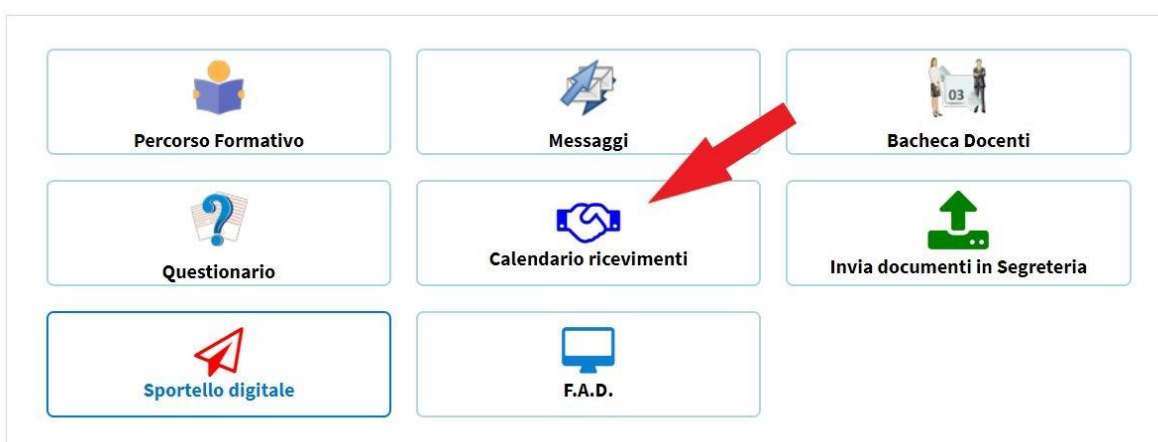 Percorso Formativo
Messaggi
03
Bacheca Docenti
Questionario
Calendario ricevimenti
Invia documenti in Segreteria
Sportello digitale
F.A.D.